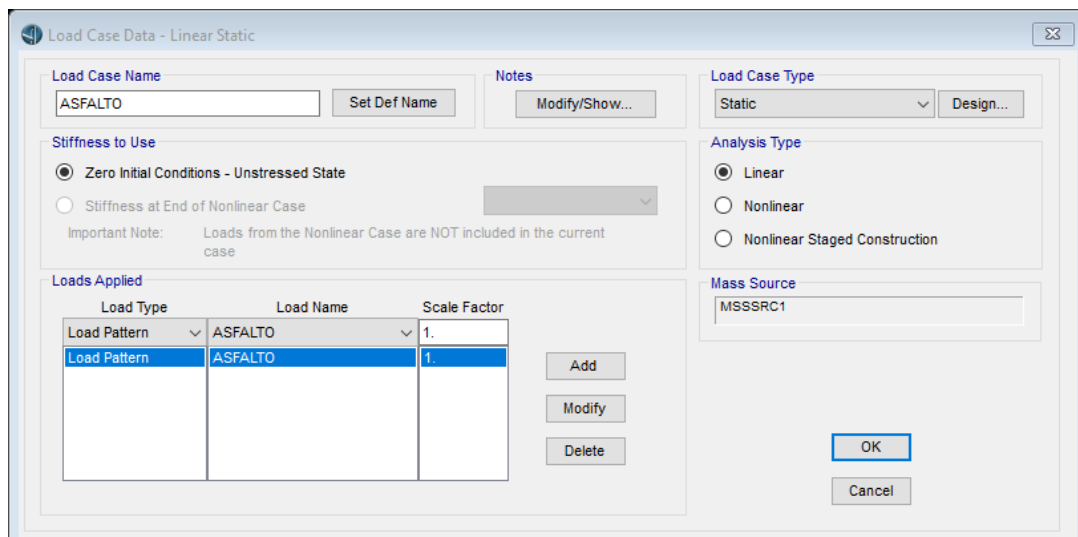 Load Case Data - Linear Static
Load Case Name
ASFALTO
Set Def Name
Notes
Modify/Show...
Load Case Type
Static
Design...
Stiffness to Use
Zero Initial Conditions - Unstressed State
Stiffness at End of Nonlinear Case
Important Note: Loads from the Nonlinear Case are NOT included in the current
case
Analysis Type
Linear
Nonlinear
Nonlinear Staged Construction
Loads Applied
Load Type Load Name Scale Factor
Load Pattern ASFALTO 1.
Load Pattern ASFALTO 1.
Add
Modify
Delete
Mass Source
MSSSRC1
OK
Cancel